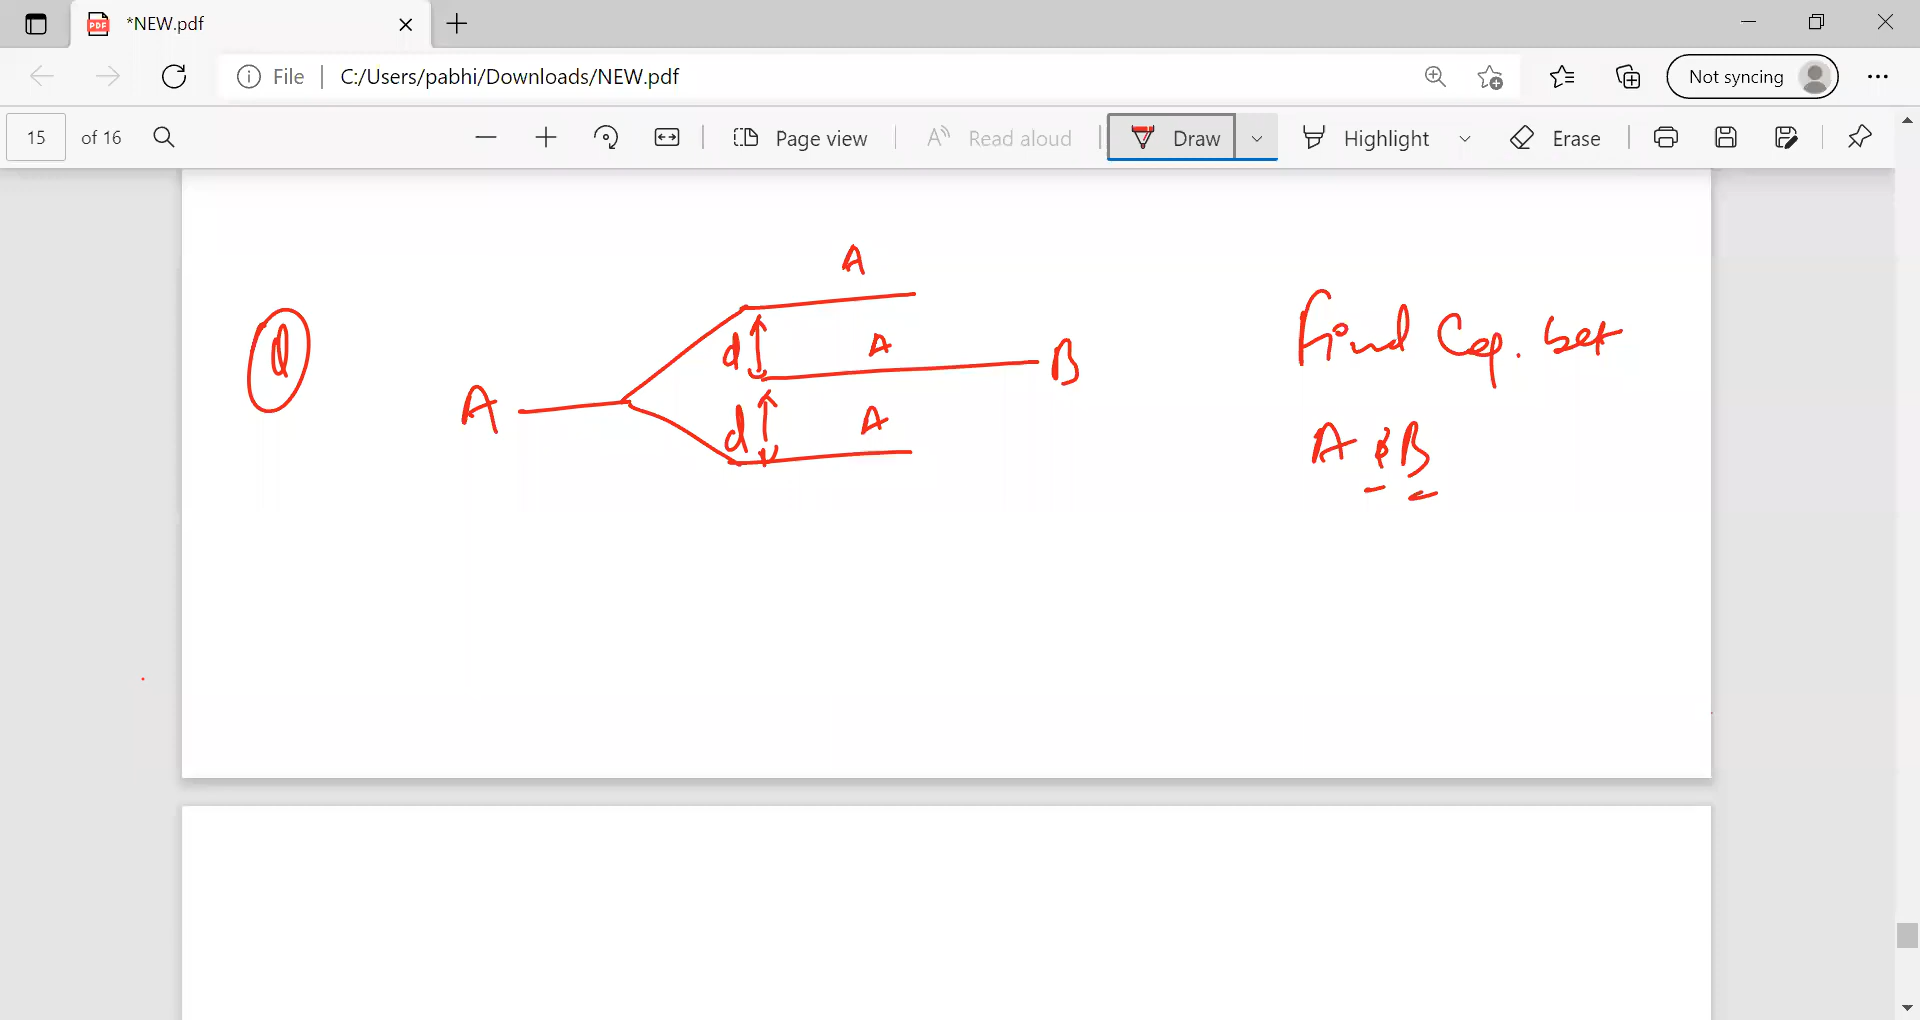 *NEW.pdf
File | C:/Users/pabhi/Downloads/NEW.pdf
Not syncing
15 of 16
Page view
Read aloud
Draw
Highlight
Erase
A
d A B
A
d A
Find Ceq. bet
A & B